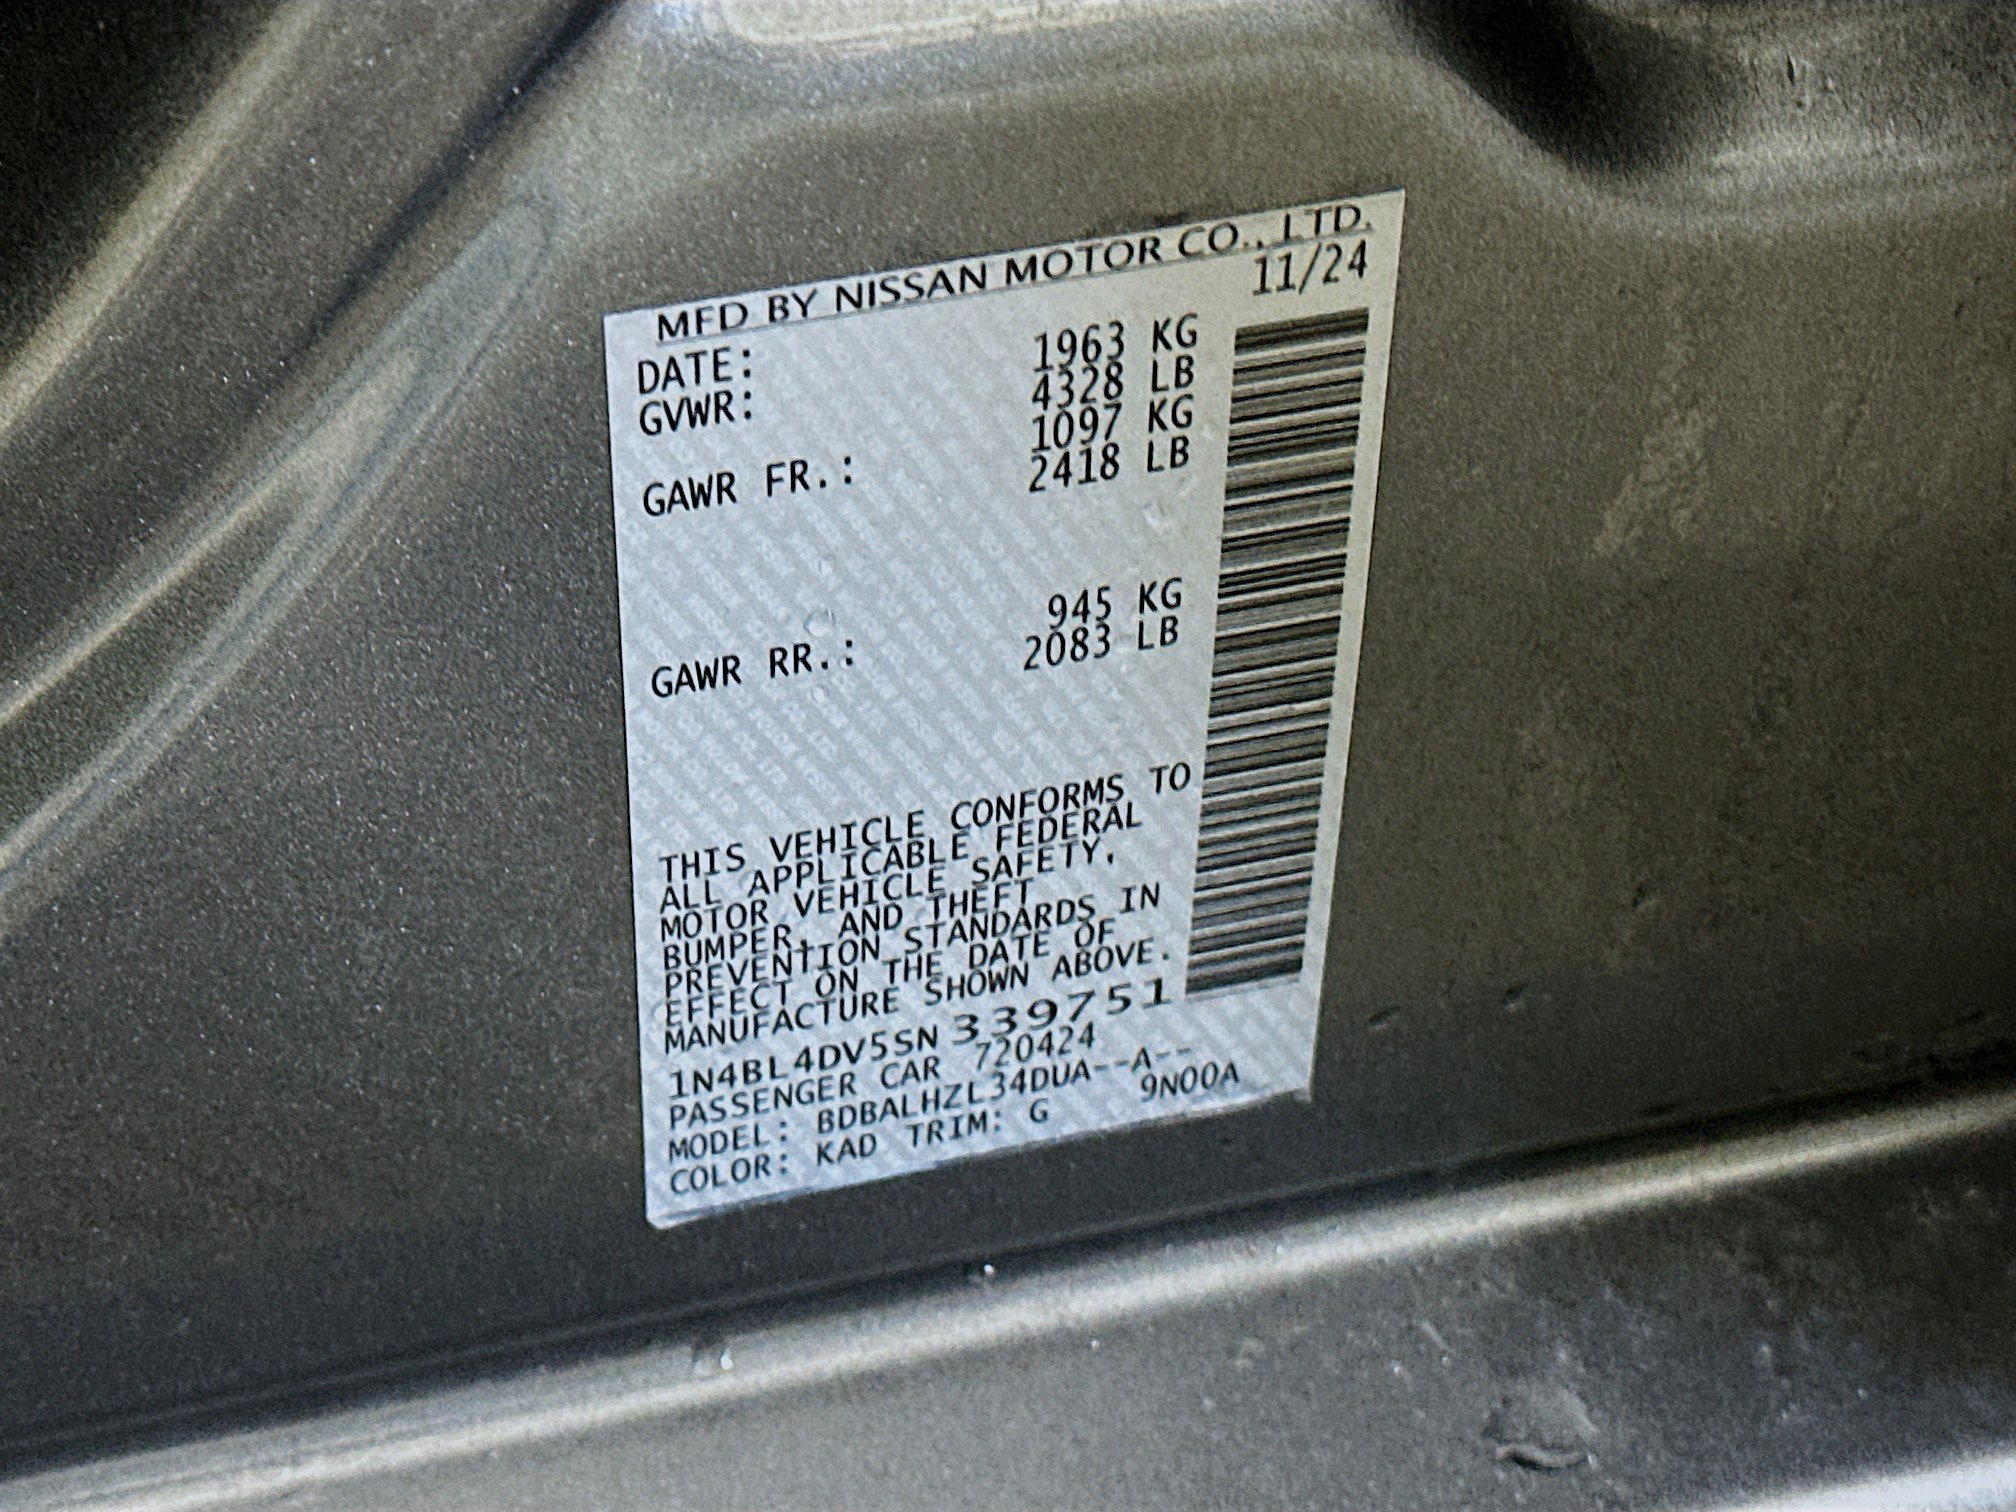 MFD BY NISSAN MOTOR CO., LTD.
DATE: 11/24
GVWR: 1963 KG
4328 LB
GAWR FR.: 1097 KG
2418 LB
GAWR RR.: 945 KG
2083 LB
THIS VEHICLE CONFORMS TO
ALL APPLICABLE FEDERAL
MOTOR VEHICLE SAFETY,
BUMPER, AND THEFT
PREVENTION STANDARDS IN
EFFECT ON THE DATE OF
MANUFACTURE SHOWN ABOVE.
1N4BL4DV5SN339751
PASSENGER CAR 720424
MODEL: BDBALHZL34DUA--A--
COLOR: KAD TRIM: G 9N00A